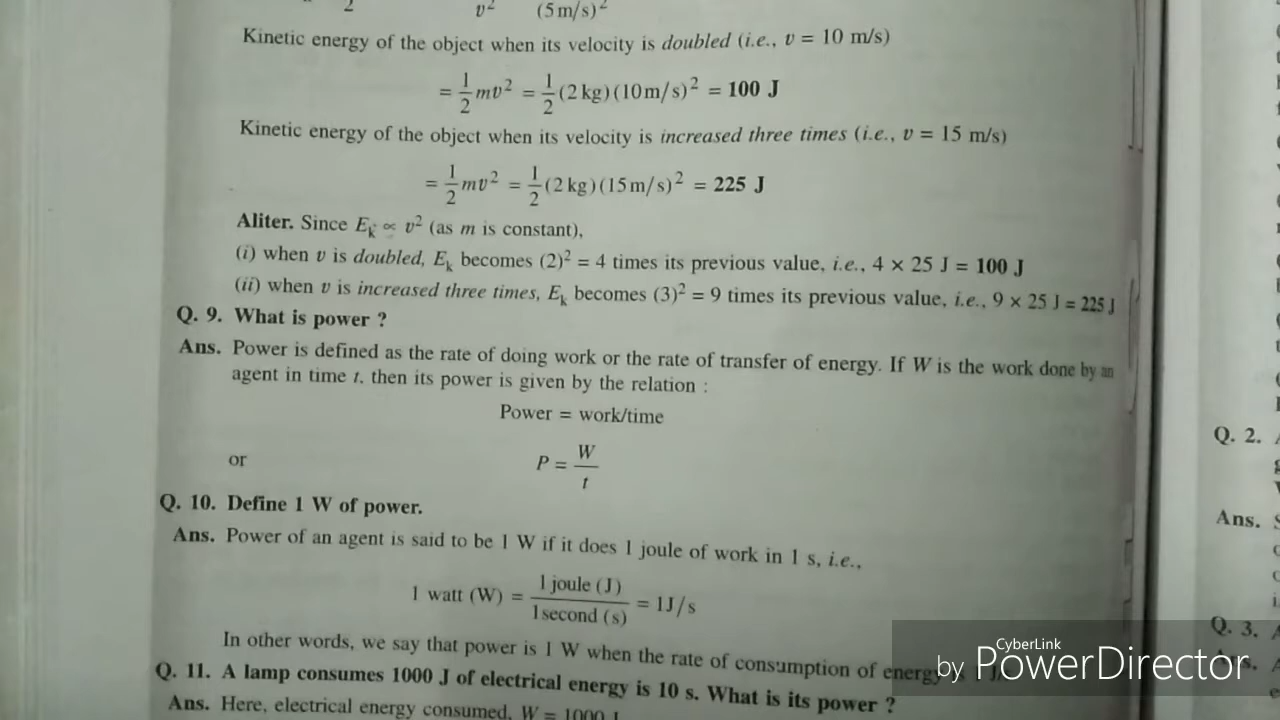 2 v² (5 m/s)²
Kinetic energy of the object when its velocity is doubled (i.e., v = 10 m/s)
= 1/2 mv² = 1/2 (2 kg) (10 m/s)² = 100 J
Kinetic energy of the object when its velocity is increased three times (i.e., v = 15 m/s)
= 1/2 mv² = 1/2 (2 kg) (15 m/s)² = 225 J
Aliter. Since Eₖ ∝ v² (as m is constant),
(i) when v is doubled, Eₖ becomes (2)² = 4 times its previous value, i.e., 4 × 25 J = 100 J
(ii) when v is increased three times, Eₖ becomes (3)² = 9 times its previous value, i.e., 9 × 25 J = 225 J
Q. 9. What is power ?
Ans. Power is defined as the rate of doing work or the rate of transfer of energy. If W is the work done by an
agent in time t. then its power is given by the relation :
Power = work/time
or P = W/t
Q. 10. Define 1 W of power.
Ans. Power of an agent is said to be 1 W if it does 1 joule of work in 1 s, i.e.,
1 watt (W) = 1 joule (J) / 1 second (s) = 1J/s
In other words, we say that power is 1 W when the rate of consumption of energy
Q. 11. A lamp consumes 1000 J of electrical energy is 10 s. What is its power ?
Ans. Here, electrical energy consumed, W = 1000 J
Q. 2.
Ans.
Q. 3.
by CyberLink PowerDirector